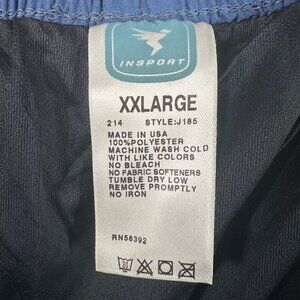 INSPORT
XXLARGE
214 STYLE:J185
MADE IN USA
100%POLYESTER
MACHINE WASH COLD
WITH LIKE COLORS
NO BLEACH
NO FABRIC SOFTENERS
TUMBLE DRY LOW
REMOVE PROMPTLY
NO IRON
RN58392